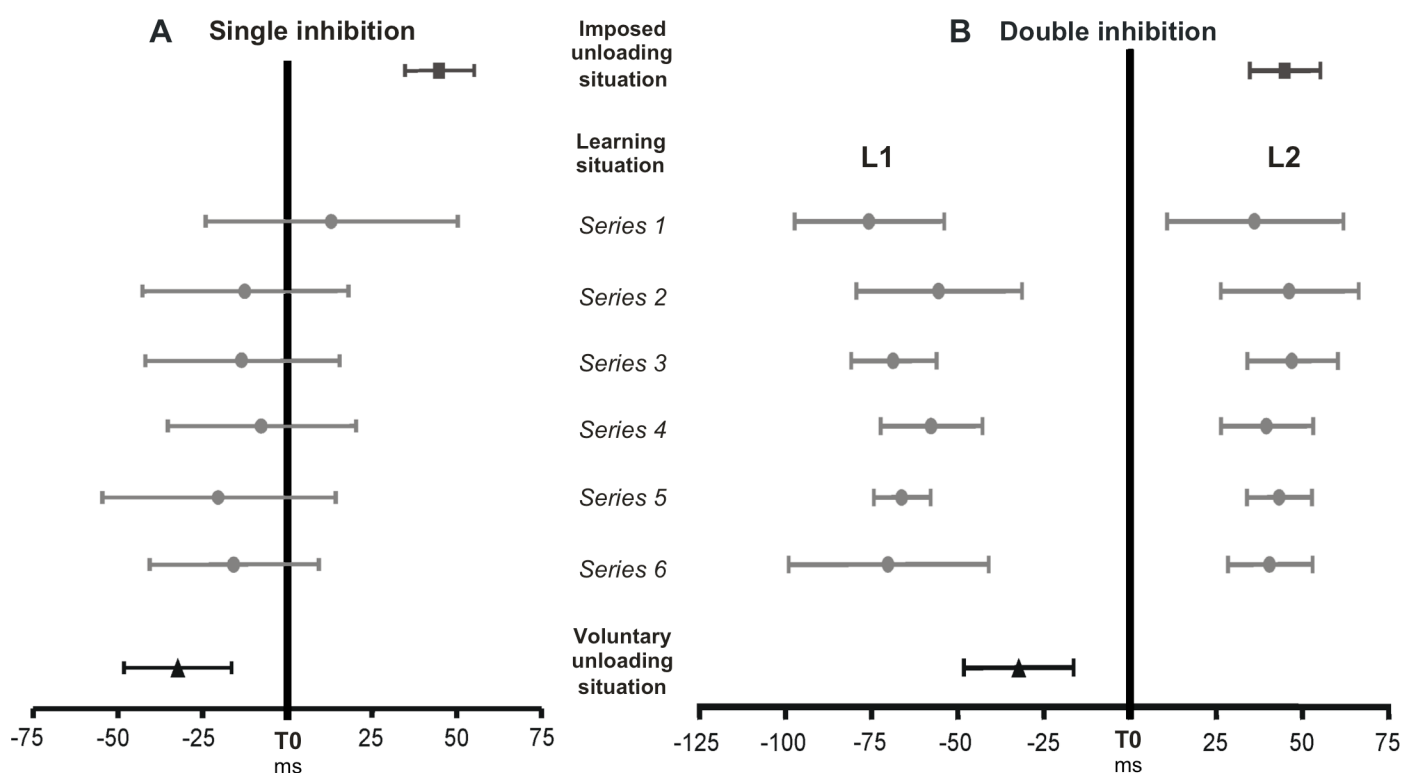 A Single inhibition
Imposed
unloading
situation
B Double inhibition
Learning
situation
L1
L2
Series 1
Series 2
Series 3
Series 4
Series 5
Series 6
Voluntary
unloading
situation
-75 -50 -25 T0 25 50 75
ms
-125 -100 -75 -50 -25 T0 25 50 75
ms